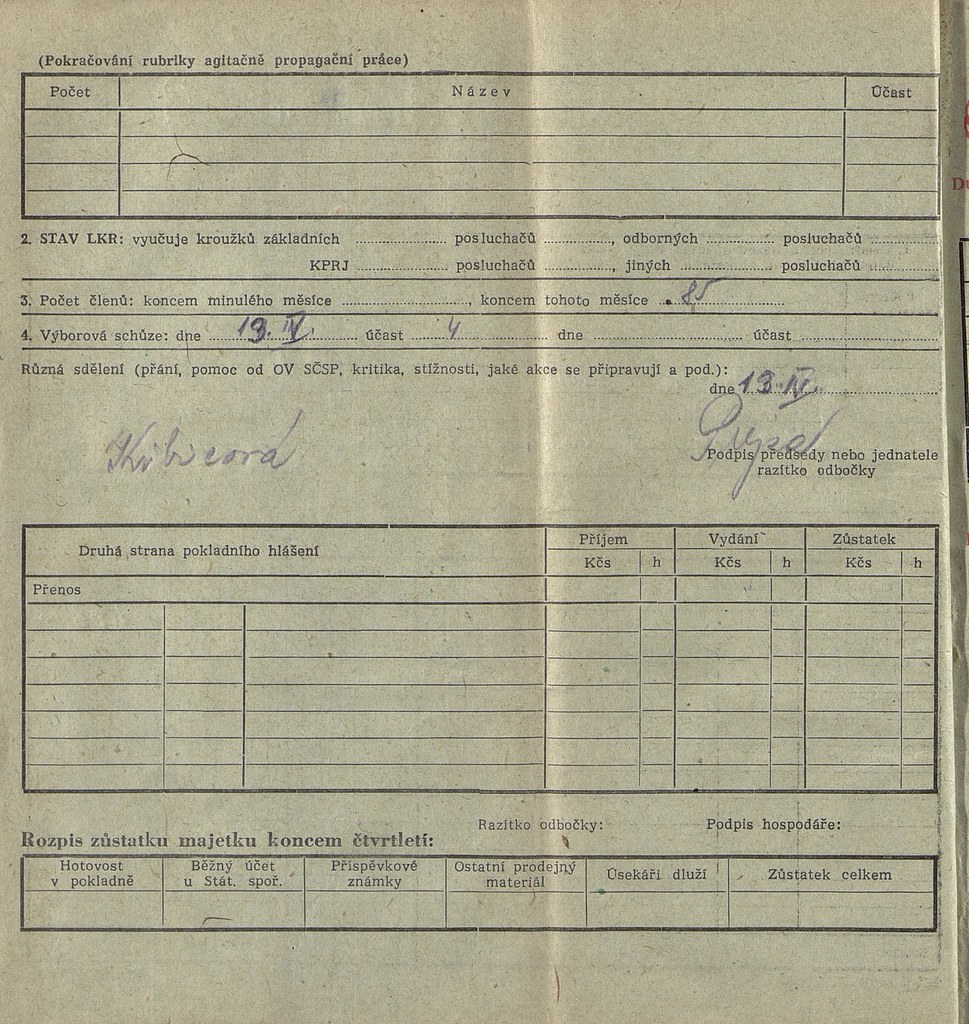 (Pokračování rubriky agitačně propagační práce)
Počet Název Účast
2. STAV LKR: vyučuje kroužků základních ........ posluchačů ........, odborných ........ posluchačů ........
KPRJ ........ posluchačů ........, jiných ........ posluchačů ........
3. Počet členů: koncem minulého měsíce ........, koncem tohoto měsíce 85
4. Výborová schůze: dne 13. IV. účast 4 dne ........ účast ........
Různá sdělení (přání, pomoc od OV SČSP, kritika, stížnosti, jaké akce se připravují a pod.):
dne 13. IV.
Podpis předsedy nebo jednatele
razítko odbočky
Druhá strana pokladního hlášení Příjem Vydání Zůstatek
Kčs h Kčs h Kčs h
Přenos
Razítko odbočky: Podpis hospodáře:
Rozpis zůstatku majetku koncem čtvrtletí:
Hotovost v pokladně Běžný účet u Stát. spoř. Příspěvkové známky Ostatní prodejný materiál Úsekáři dluží Zůstatek celkem